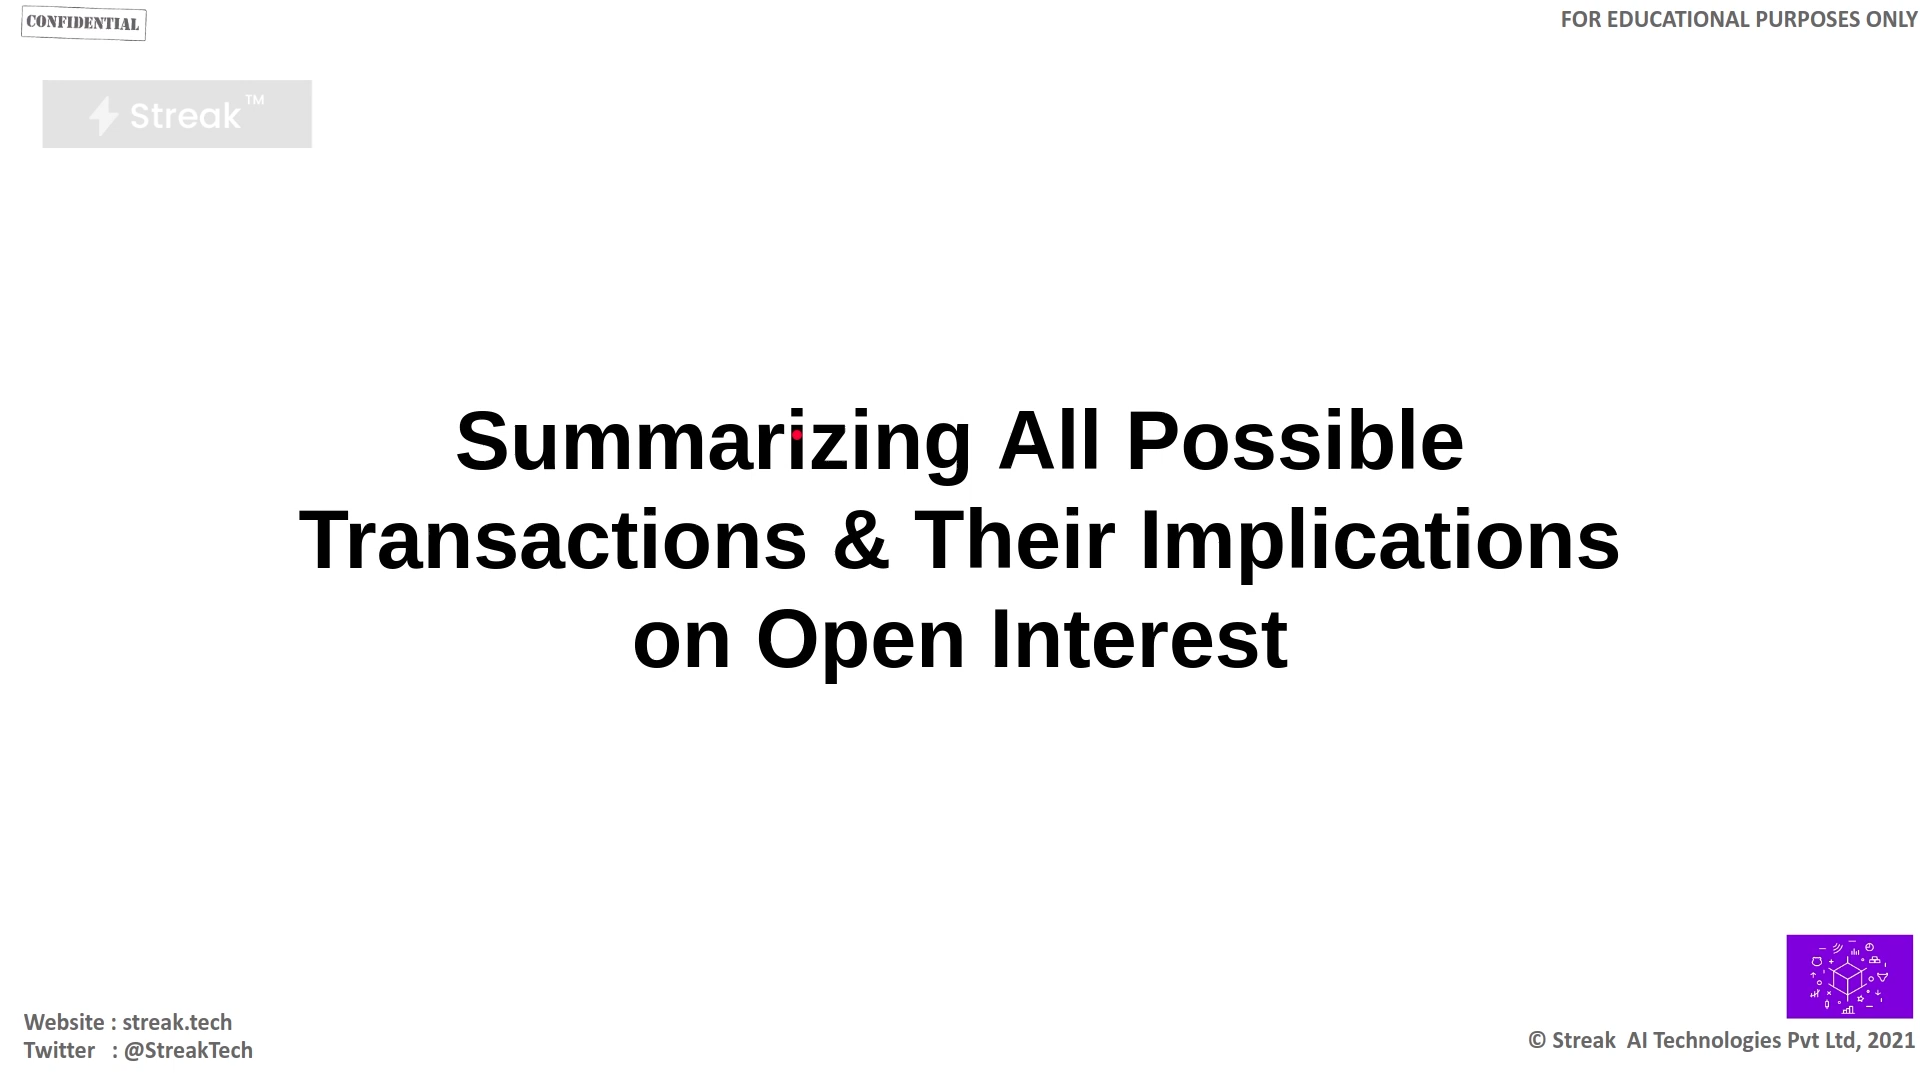 CONFIDENTIAL
FOR EDUCATIONAL PURPOSES ONLY
Streak™
Summarizing All Possible
Transactions & Their Implications
on Open Interest
Website : streak.tech
Twitter : @StreakTech
© Streak AI Technologies Pvt Ltd, 2021